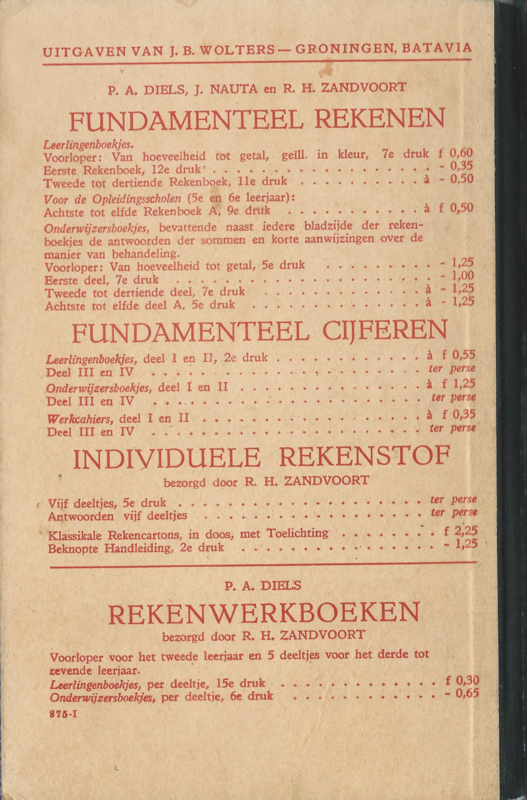 UITGAVEN VAN J. B. WOLTERS — GRONINGEN, BATAVIA
P. A. DIELS, J. NAUTA en R. H. ZANDVOORT
FUNDAMENTEEL REKENEN
Leerlingenboekjes.
Voorloper: Van hoeveelheid tot getal, geïll. in kleur, 7e druk f 0,60
Eerste Rekenboek, 12e druk . . . . . . . . . . . . . . . - 0,35
Tweede tot dertiende Rekenboek, 11e druk . . . . . . . . . . à - 0,50
Voor de Opleidingsscholen (5e en 6e leerjaar):
Achtste tot elfde Rekenboek A, 9e druk . . . . . . . . . . . à f 0,50
Onderwijzersboekjes, bevattende naast iedere bladzijde der reken-
boekjes de antwoorden der sommen en korte aanwijzingen over de
manier van behandeling.
Voorloper: Van hoeveelheid tot getal, 5e druk . . . . . . . . . - 1,25
Eerste deel, 7e druk . . . . . . . . . . . . . . . . . . - 1,00
Tweede tot dertiende deel, 7e druk . . . . . . . . . . . . à - 1,25
Achtste tot elfde deel A, 5e druk . . . . . . . . . . . . . à - 1,25
FUNDAMENTEEL CIJFEREN
Leerlingenboekjes, deel I en II, 2e druk . . . . . . . . . . . . à f 0,55
Deel III en IV . . . . . . . . . . . . . . . . . . . . ter perse
Onderwijzersboekjes, deel I en II . . . . . . . . . . . . . . à f 1,25
Deel III en IV . . . . . . . . . . . . . . . . . . . . ter perse
Werkcahiers, deel I en II . . . . . . . . . . . . . . . . . à f 0,35
Deel III en IV . . . . . . . . . . . . . . . . . . . . ter perse
INDIVIDUELE REKENSTOF
bezorgd door R. H. ZANDVOORT
Vijf deeltjes, 5e druk . . . . . . . . . . . . . . . . . . ter perse
Antwoorden vijf deeltjes . . . . . . . . . . . . . . . . ter perse
Klassikale Rekencartons, in doos, met Toelichting . . . . . . . . f 2,25
Beknopte Handleiding, 2e druk . . . . . . . . . . . . . . . - 1,25
P. A. DIELS
REKENWERKBOEKEN
bezorgd door R. H. ZANDVOORT
Voorloper voor het tweede leerjaar en 5 deeltjes voor het derde tot
zevende leerjaar.
Leerlingenboekjes, per deeltje, 15e druk . . . . . . . . . . . . f 0,30
Onderwijzersboekjes, per deeltje, 6e druk . . . . . . . . . . . - 0,65
875-I